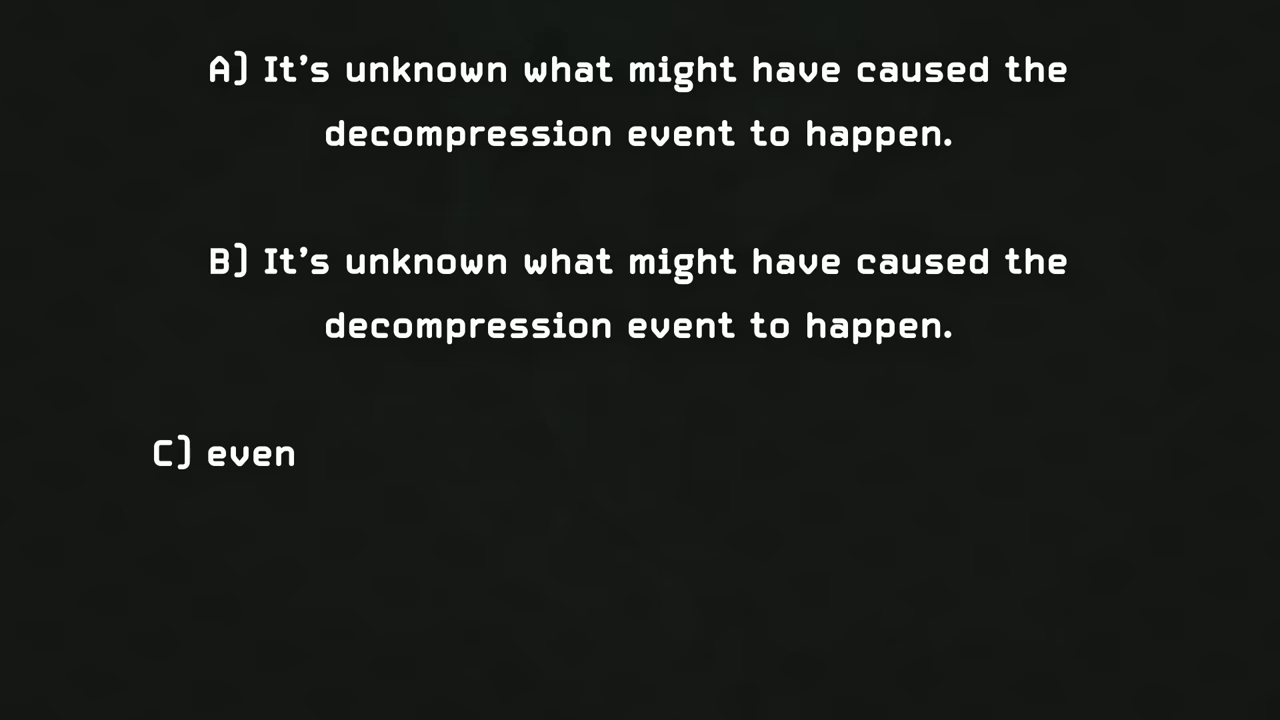 A) It’s unknown what might have caused the
decompression event to happen.
B) It’s unknown what might have caused the
decompression event to happen.
C) even